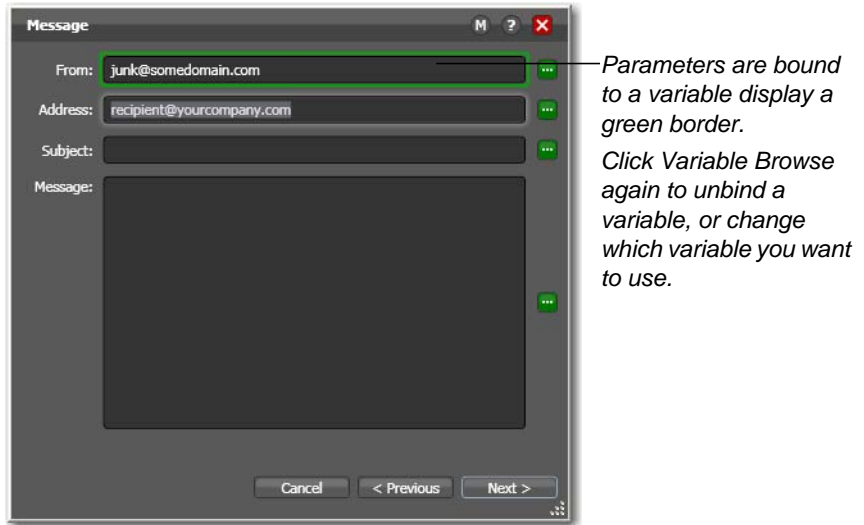 Message M ?
From: junk@somedomain.com
Address: recipient@yourcompany.com
Subject:
Message:
Cancel < Previous Next >
Parameters are bound
to a variable display a
green border.
Click Variable Browse
again to unbind a
variable, or change
which variable you want
to use.